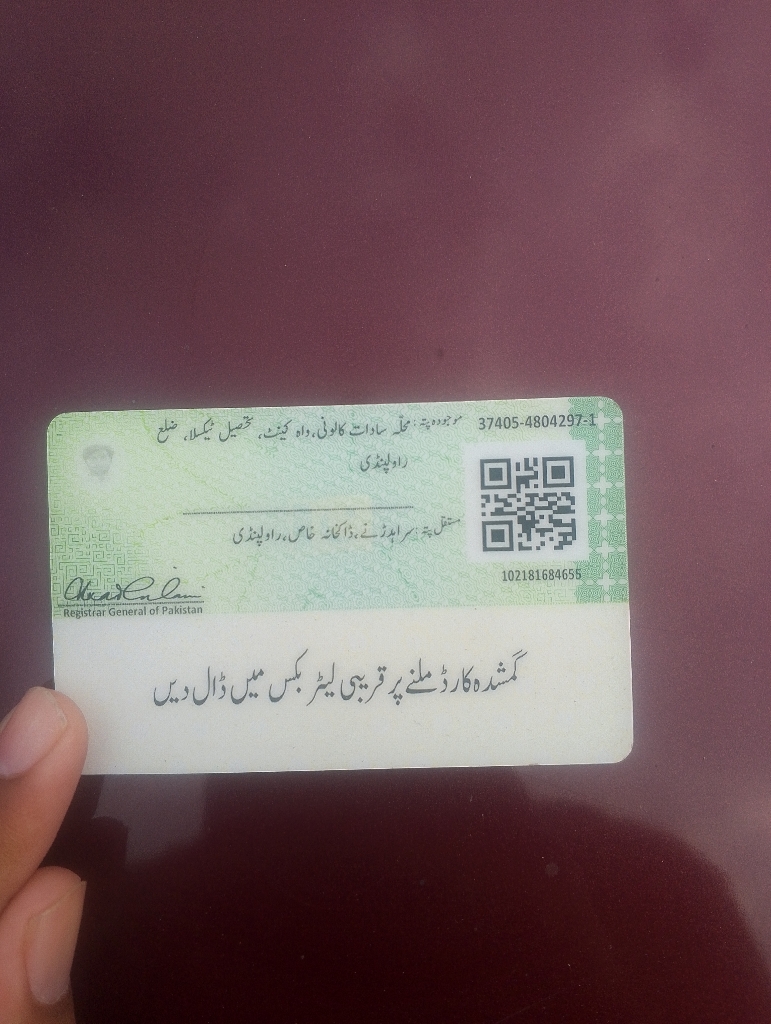 37405-4804297-1
موجودہ پتہ: محلہ سادات کالونی، واہ کینٹ، تحصیل ٹیکسلا، ضلع
راولپنڈی
مستقل پتہ: ڈاکخانہ خاص، راولپنڈی
102181684655
Registrar General of Pakistan
گمشدہ کارڈ ملنے پر قریبی لیٹر بکس میں ڈال دیں